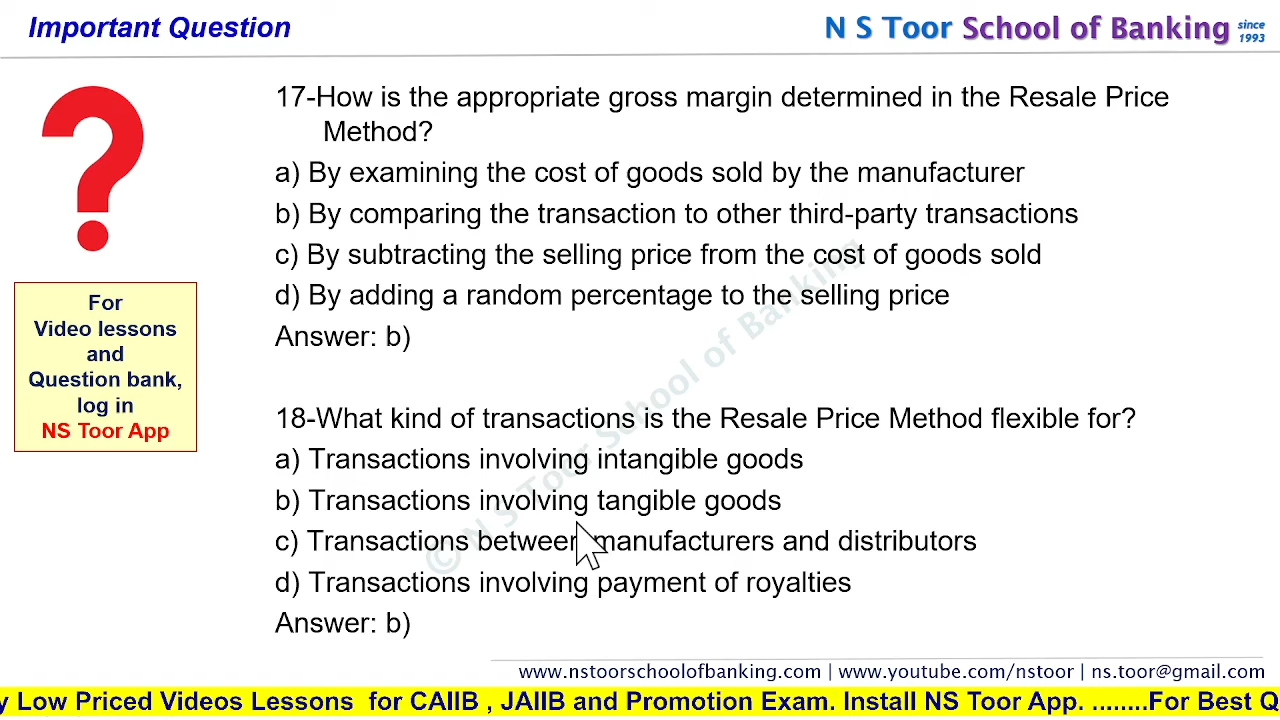 Important Question
N S Toor School of Banking since 1993
17-How is the appropriate gross margin determined in the Resale Price
Method?
a) By examining the cost of goods sold by the manufacturer
b) By comparing the transaction to other third-party transactions
c) By subtracting the selling price from the cost of goods sold
d) By adding a random percentage to the selling price
Answer: b)
18-What kind of transactions is the Resale Price Method flexible for?
a) Transactions involving intangible goods
b) Transactions involving tangible goods
c) Transactions between manufacturers and distributors
d) Transactions involving payment of royalties
Answer: b)
For
Video lessons
and
Question bank,
log in
NS Toor App
© N S Toor School of Banking
www.nstoorschoolofbanking.com | www.youtube.com/nstoor | ns.toor@gmail.com
y Low Priced Videos Lessons for CAIIB , JAIIB and Promotion Exam. Install NS Toor App. ........For Best Q